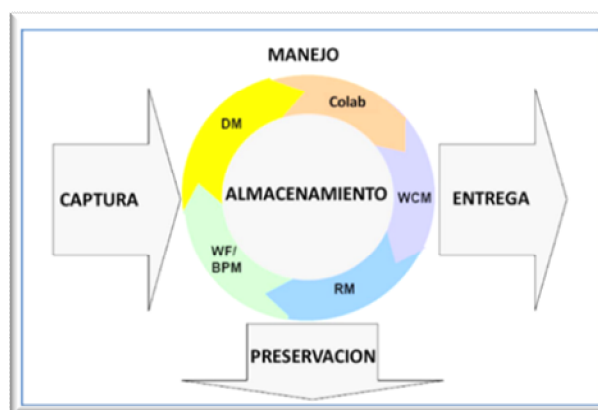 MANEJO
Colab
DM
CAPTURA
ALMACENAMIENTO
WCM
ENTREGA
WF/
BPM
RM
PRESERVACION